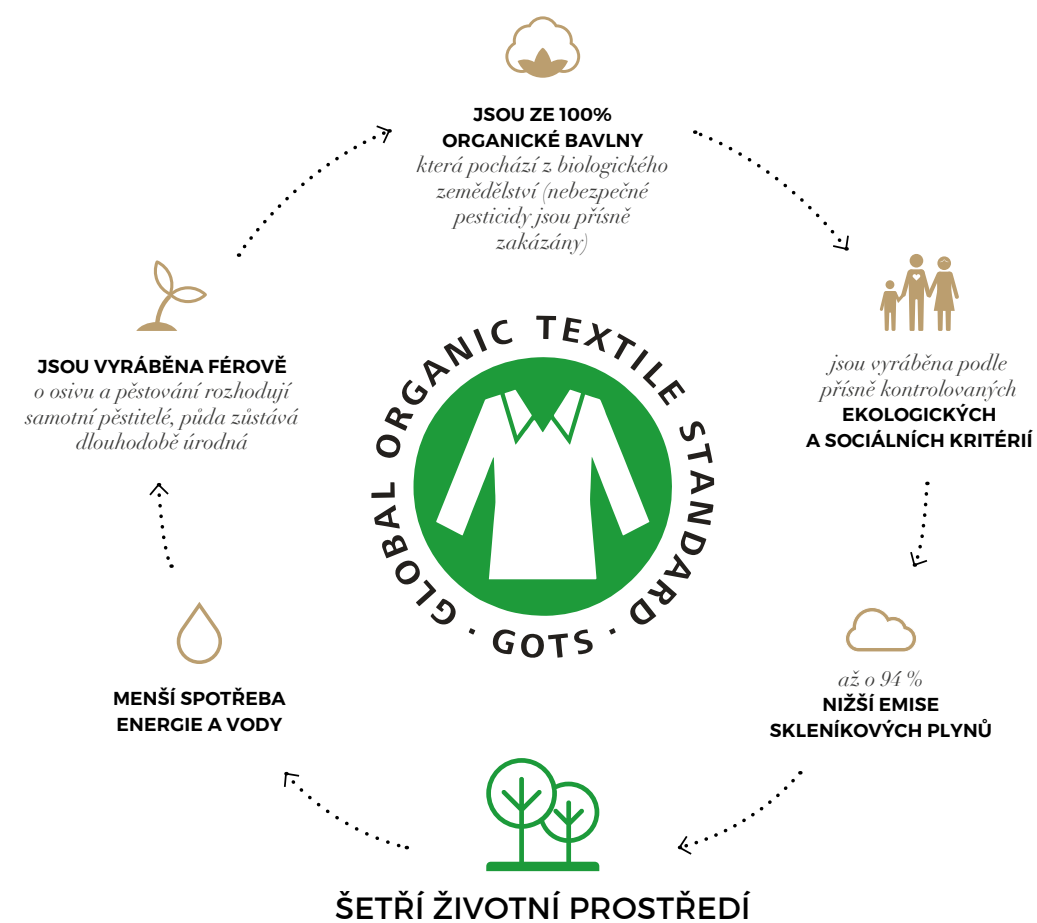 JSOU ZE 100%
ORGANICKÉ BAVLNY
která pochází z biologického
zemědělství (nebezpečné
pesticidy jsou přísně
zakázány)
jsou vyráběna podle
přísně kontrolovaných
EKOLOGICKÝCH
A SOCIÁLNÍCH KRITÉRIÍ
až o 94 %
NIŽŠÍ EMISE
SKLENÍKOVÝCH PLYNŮ
ŠETŘÍ ŽIVOTNÍ PROSTŘEDÍ
MENŠÍ SPOTŘEBA
ENERGIE A VODY
JSOU VYRÁBĚNA FÉROVĚ
o osivu a pěstování rozhodují
samotní pěstitelé, půda zůstává
dlouhodobě úrodná
GLOBAL ORGANIC TEXTILE STANDARD · GOTS ·